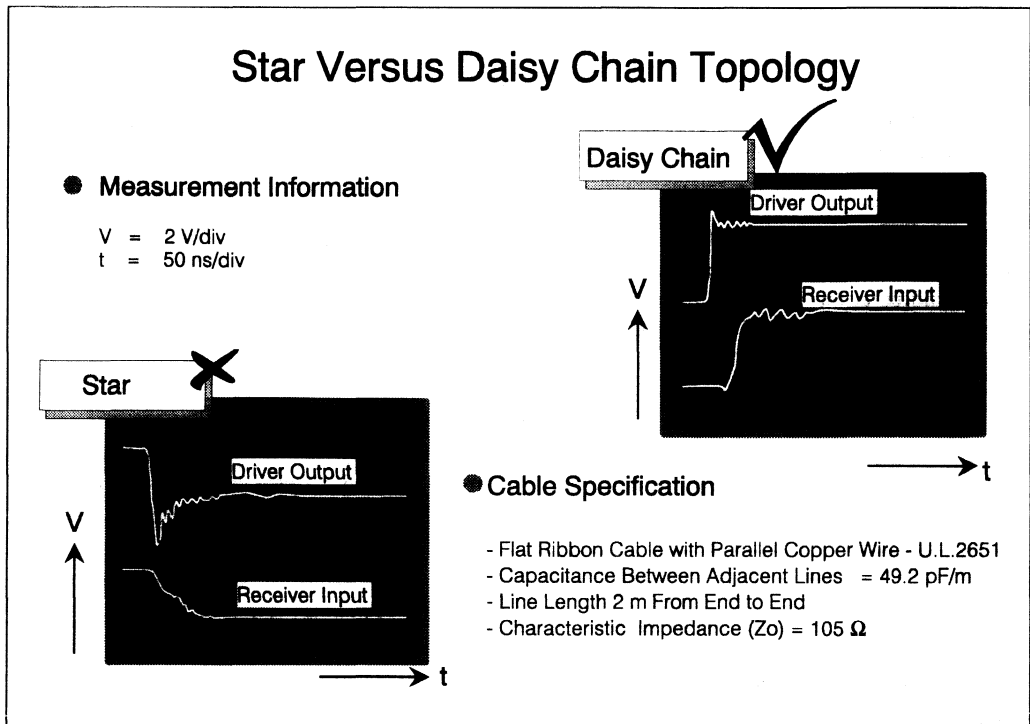 Star Versus Daisy Chain Topology
Daisy Chain
● Measurement Information
V = 2 V/div
t = 50 ns/div
Driver Output
Receiver Input
V
t
Star
Driver Output
Receiver Input
V
t
● Cable Specification
- Flat Ribbon Cable with Parallel Copper Wire - U.L.2651
- Capacitance Between Adjacent Lines = 49.2 pF/m
- Line Length 2 m From End to End
- Characteristic Impedance (Zo) = 105 Ω